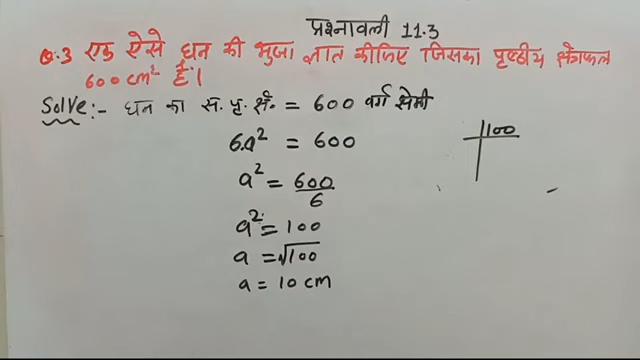 प्रश्नावली 11.3
Q.3 एक ऐसे घन की भुजा ज्ञात कीजिए जिसका पृष्ठीय क्षेत्रफल
600 cm² है।
Solve:- घन का स. पृ. क्षे. = 600 वर्ग सेमी
6a² = 600
100
a² = 600/6
a² = 100
a = √100
a = 10 cm